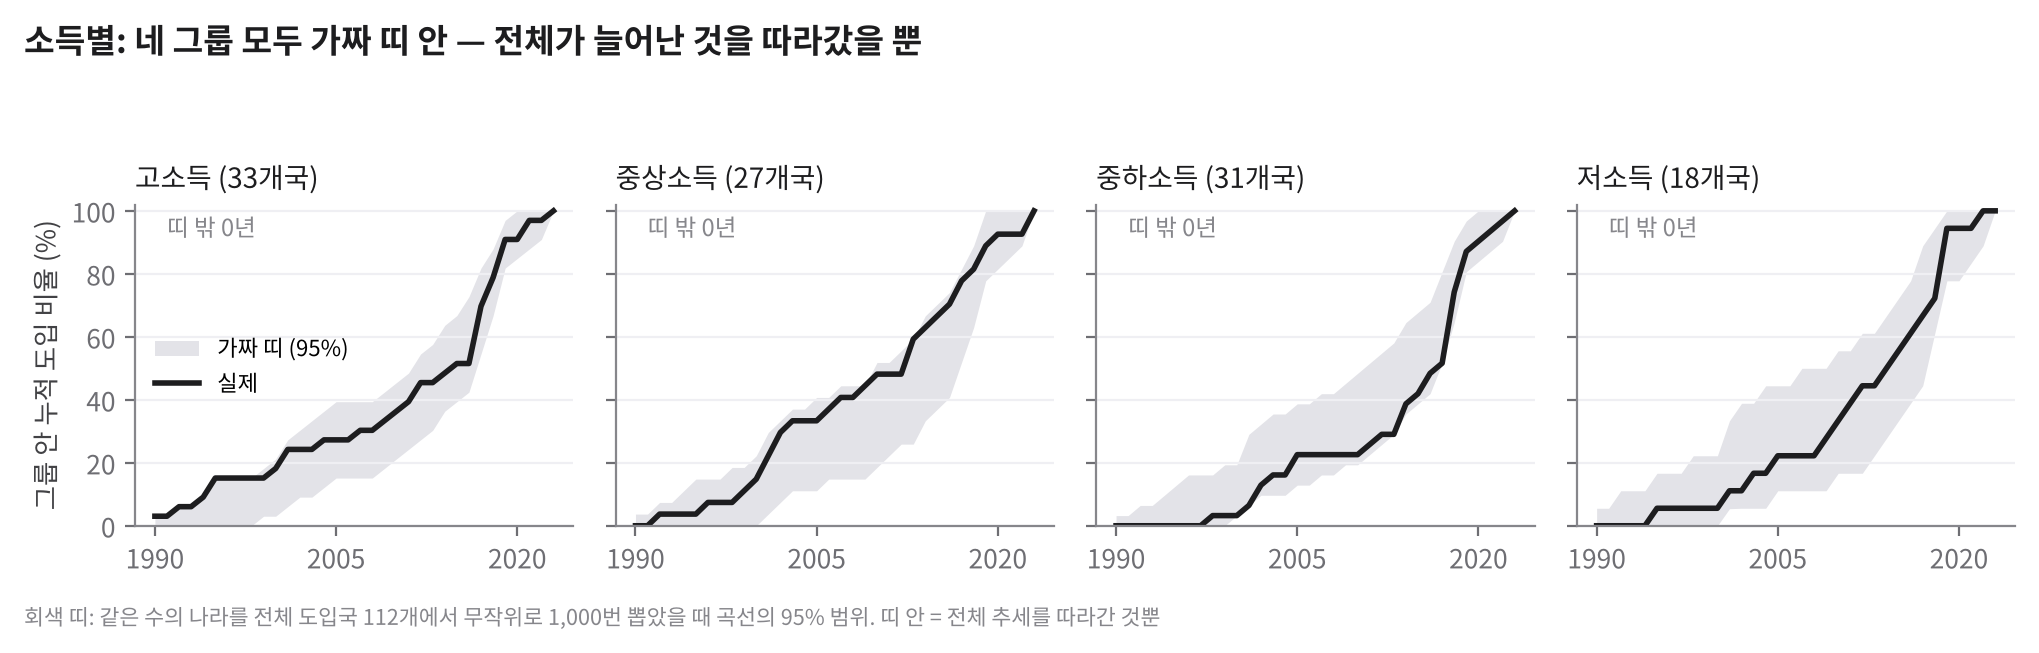 소득별: 네 그룹 모두 가짜 띠 안 — 전체가 늘어난 것을 따라갔을 뿐
고소득 (33개국)
중상소득 (27개국)
중하소득 (31개국)
저소득 (18개국)
띠 밖 0년
띠 밖 0년
띠 밖 0년
띠 밖 0년
그룹 안 누적 도입 비율 (%)
100
80
60
40
20
0
가짜 띠 (95%)
실제
1990 2005 2020
1990 2005 2020
1990 2005 2020
1990 2005 2020
회색 띠: 같은 수의 나라를 전체 도입국 112개에서 무작위로 1,000번 뽑았을 때 곡선의 95% 범위. 띠 안 = 전체 추세를 따라간 것뿐